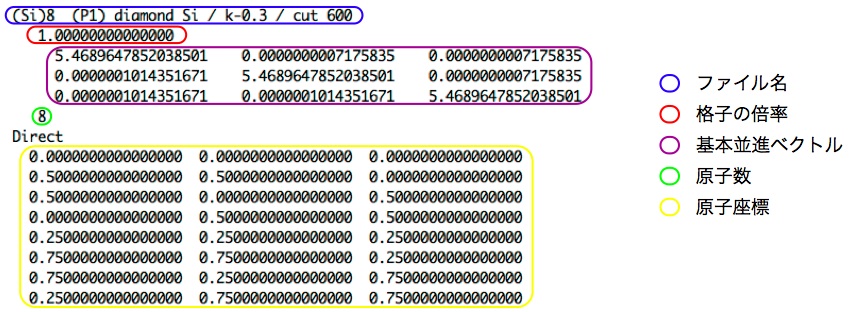 (Si)8  (P1) diamond Si / k-0.3 / cut 600
1.00000000000000
5.4689647852038501 0.0000000007175835 0.0000000007175835
0.0000001014351671 5.4689647852038501 0.0000000007175835
0.0000001014351671 0.0000001014351671 5.4689647852038501
8
Direct
0.0000000000000000 0.0000000000000000 0.0000000000000000
0.5000000000000000 0.5000000000000000 0.0000000000000000
0.5000000000000000 0.0000000000000000 0.5000000000000000
0.0000000000000000 0.5000000000000000 0.5000000000000000
0.2500000000000000 0.2500000000000000 0.2500000000000000
0.7500000000000000 0.7500000000000000 0.2500000000000000
0.7500000000000000 0.2500000000000000 0.7500000000000000
0.2500000000000000 0.7500000000000000 0.7500000000000000
ファイル名
格子の倍率
基本並進ベクトル
原子数
原子座標